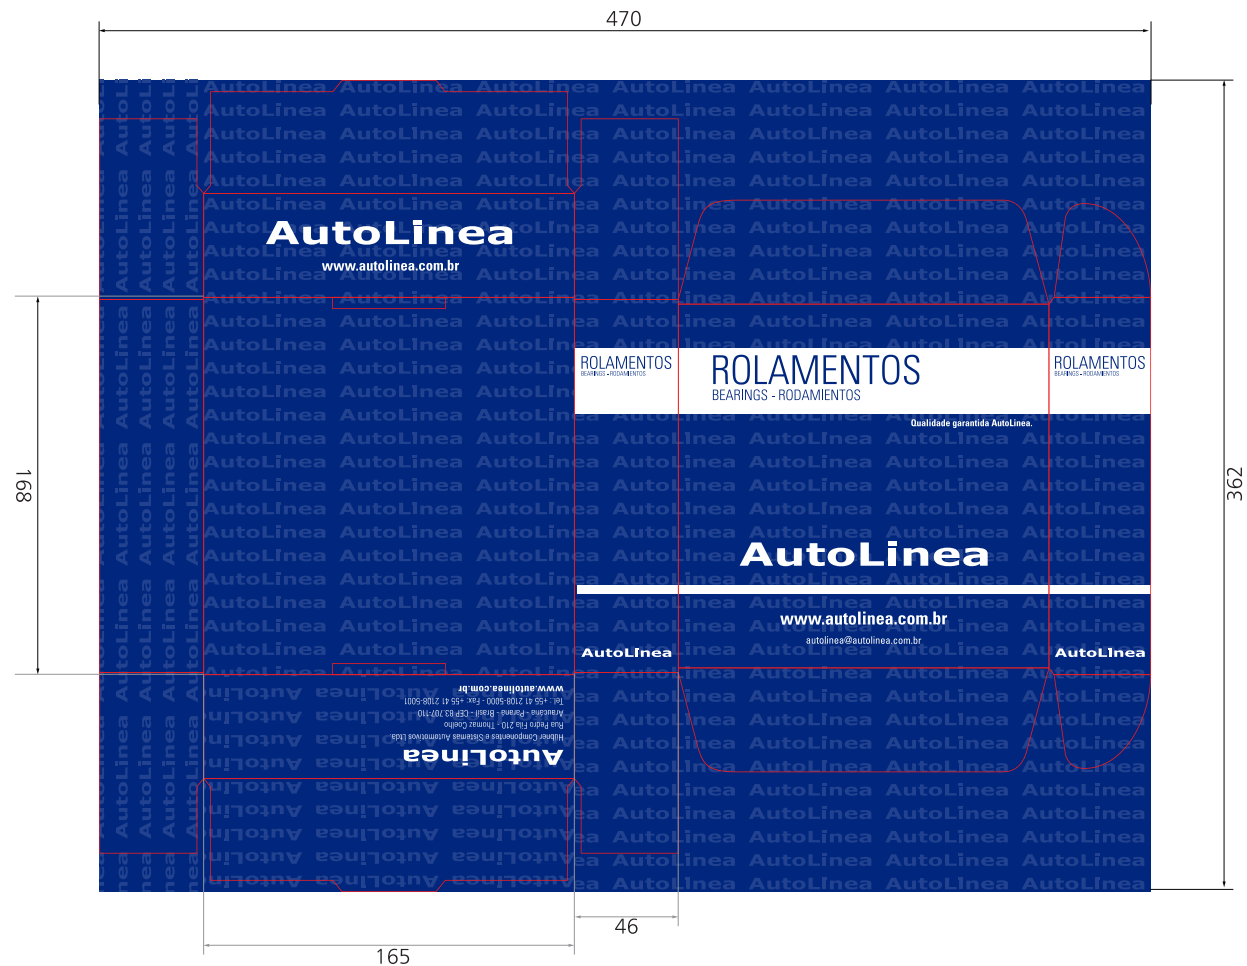 470
AutoLinea
www.autolinea.com.br
ROLAMENTOS
BEARINGS - RODAMIENTOS
ROLAMENTOS
BEARINGS - RODAMIENTOS
ROLAMENTOS
BEARINGS - RODAMIENTOS
Qualidade garantida AutoLinea.
198
362
AutoLinea
www.autolinea.com.br
autolinea@autolinea.com.br
AutoLinea
AutoLinea
AutoLinea
Hübner Componentes e Sistemas Automotivos Ltda
Rua Pedro Fila 210 - Thomaz Coelho
Araucária - Paraná - Brasil - CEP 83.707-110
Tel.: +55 41 2108-5000 - Fax: +55 41 2108-5001
www.autolinea.com.br
46
165